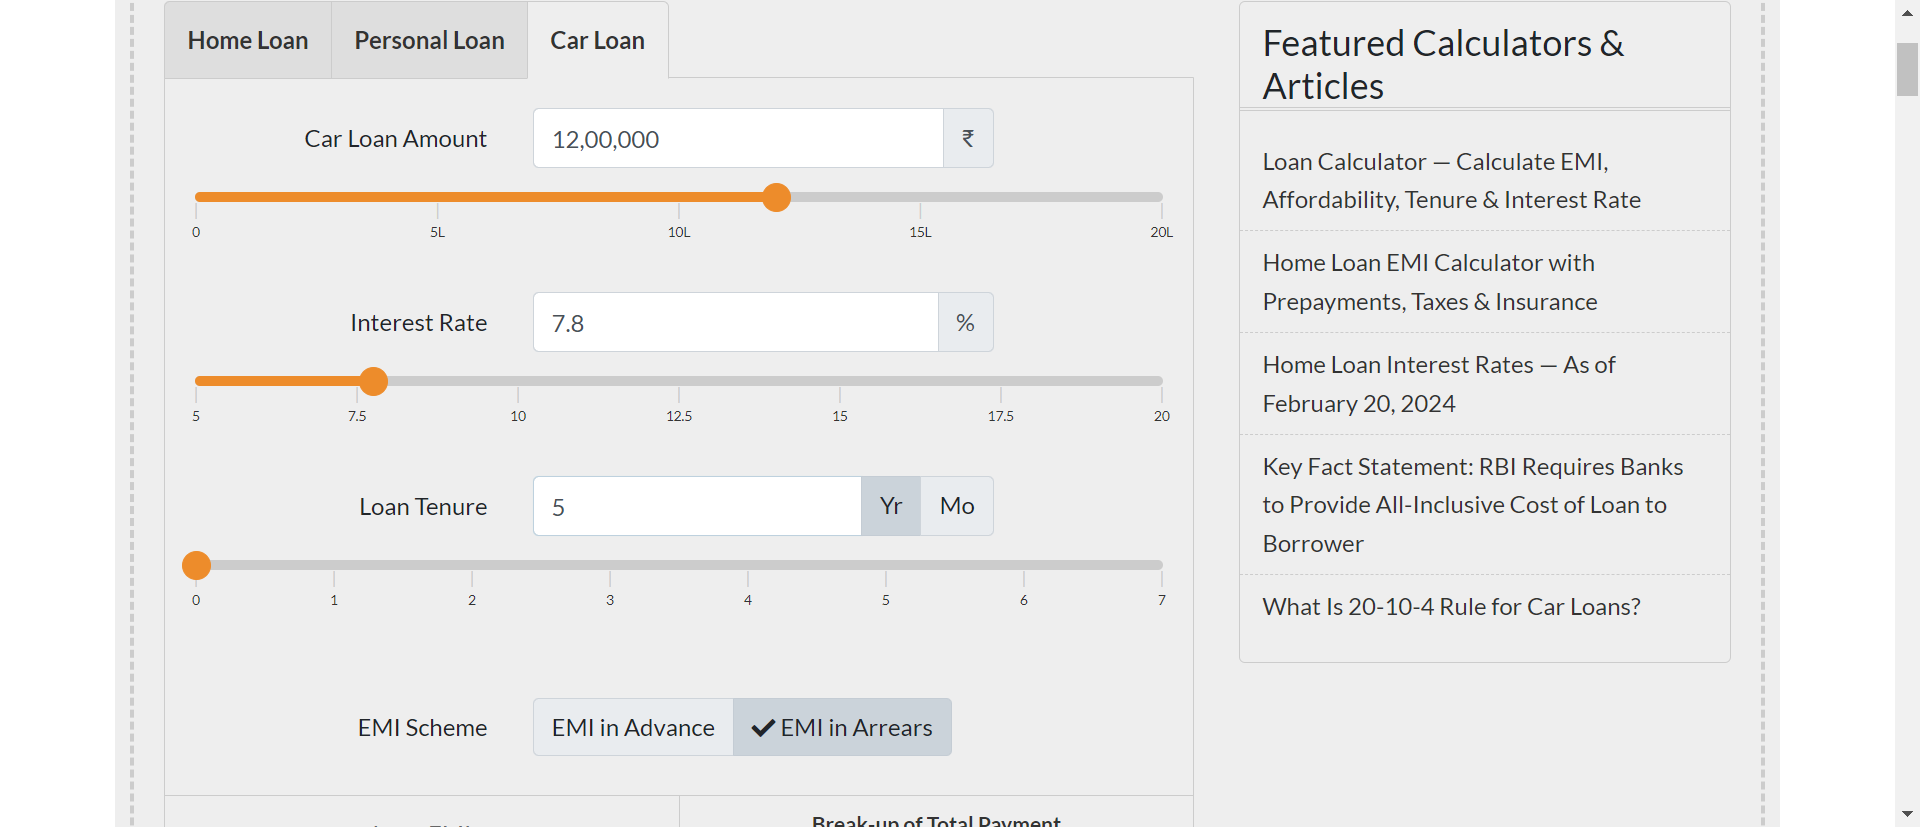 Home Loan
Personal Loan
Car Loan
Car Loan Amount
12,00,000
₹
0
5L
10L
15L
20L
Interest Rate
7.8
%
5
7.5
10
12.5
15
17.5
20
Loan Tenure
5
Yr
Mo
0
1
2
3
4
5
6
7
EMI Scheme
EMI in Advance
EMI in Arrears
Break-up of Total Payment
Featured Calculators &
Articles
Loan Calculator — Calculate EMI,
Affordability, Tenure & Interest Rate
Home Loan EMI Calculator with
Prepayments, Taxes & Insurance
Home Loan Interest Rates — As of
February 20, 2024
Key Fact Statement: RBI Requires Banks
to Provide All-Inclusive Cost of Loan to
Borrower
What Is 20-10-4 Rule for Car Loans?